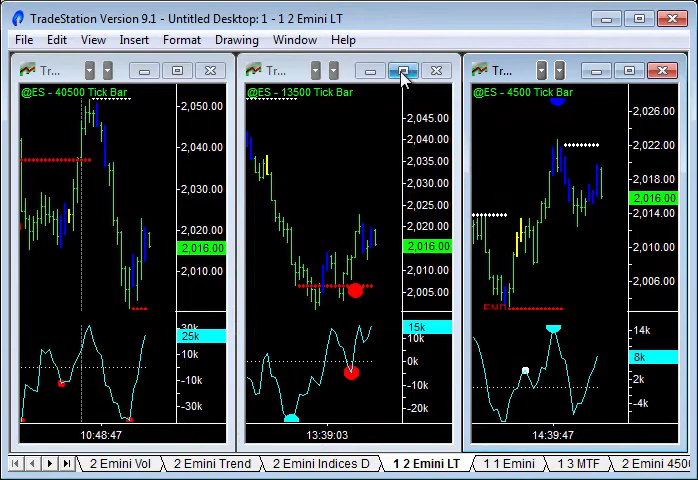 TradeStation Version 9.1 - Untitled Desktop: 1 - 1 2 Emini LT
File Edit View Insert Format Drawing Window Help
Tr...
@ES - 40500 Tick Bar
2,050.00
2,040.00
2,030.00
2,020.00
2,016.00
2,010.00
30k
25k
10k
-10k
-30k
10:48:47
Tr...
@ES - 13500 Tick Bar
2,045.00
2,040.00
2,035.00
2,030.00
2,025.00
2,020.00
2,016.00
2,010.00
2,005.00
15k
10k
0k
-10k
-20k
13:39:03
Tr...
@ES - 4500 Tick Bar
2,026.00
2,022.00
2,018.00
2,016.00
2,014.00
2,010.00
2,006.00
14k
8k
2k
-4k
14:39:47
2 Emini Vol 2 Emini Trend 2 Emini Indices D 1 2 Emini LT 1 1 Emini 1 3 MTF 2 Emini 4500